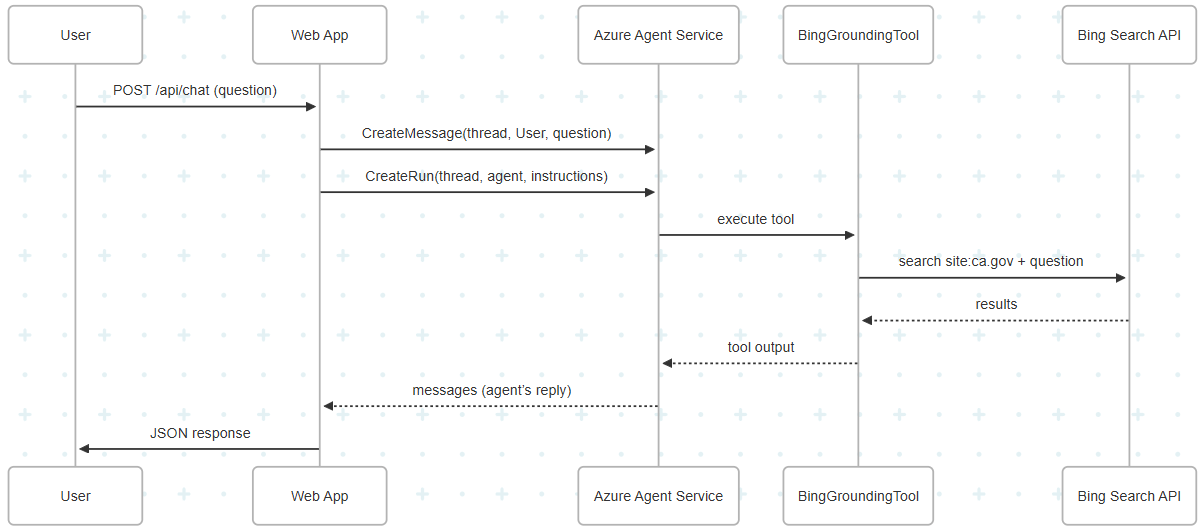 User
Web App
Azure Agent Service
BingGroundingTool
Bing Search API
POST /api/chat (question)
CreateMessage(thread, User, question)
CreateRun(thread, agent, instructions)
execute tool
search site:ca.gov + question
results
tool output
messages (agent's reply)
JSON response
User
Web App
Azure Agent Service
BingGroundingTool
Bing Search API